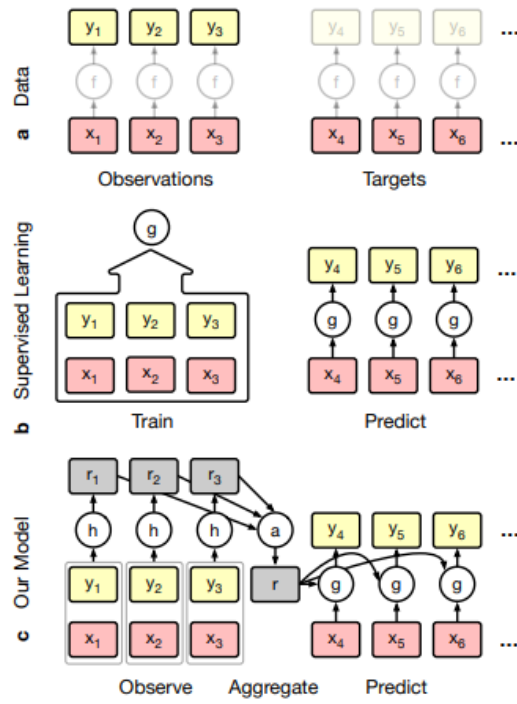 y1 y2 y3 y4 y5 y6 ...
f f f f f f
x1 x2 x3 x4 x5 x6 ...
Observations Targets
a Data
g
y1 y2 y3 y4 y5 y6 ...
g g g
x1 x2 x3 x4 x5 x6 ...
Train Predict
b Supervised Learning
r1 r2 r3
h h h a y4 y5 y6 ...
y1 y2 y3 r g g g
x1 x2 x3 x4 x5 x6 ...
Observe Aggregate Predict
c Our Model